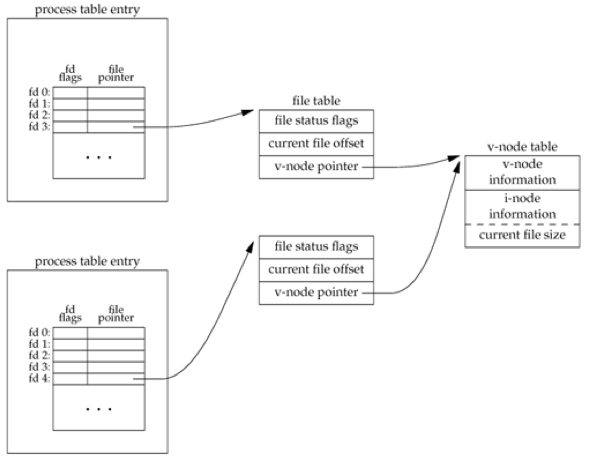 process table entry
fd file
flags pointer
fd 0:
fd 1:
fd 2:
fd 3:
. . .
file table
file status flags
current file offset
v-node pointer
v-node table
v-node
information
i-node
information
current file size
file status flags
current file offset
v-node pointer
process table entry
fd file
flags pointer
fd 0:
fd 1:
fd 2:
fd 3:
fd 4:
. . .